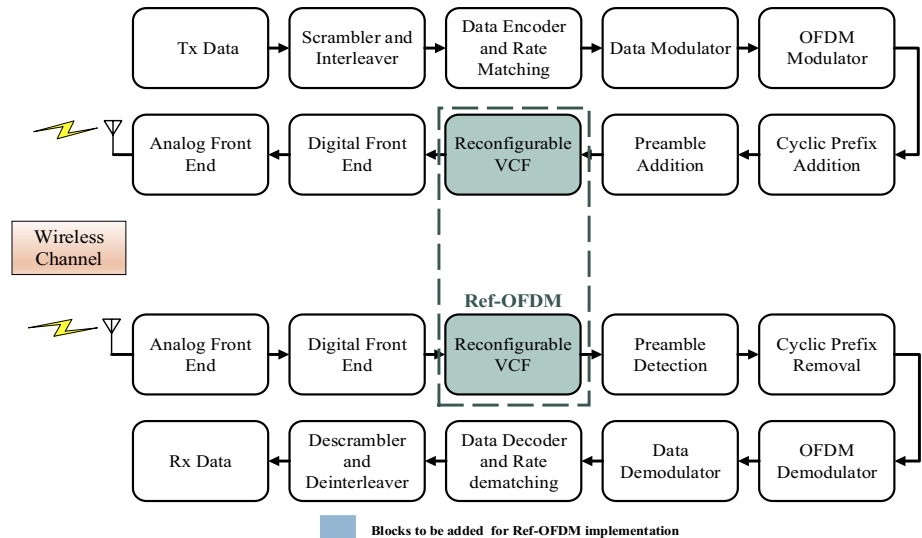 Tx Data
Scrambler and
Interleaver
Data Encoder
and Rate
Matching
Data Modulator
OFDM
Modulator
Analog Front
End
Digital Front
End
Reconfigurable
VCF
Preamble
Addition
Cyclic Prefix
Addition
Wireless
Channel
Ref-OFDM
Analog Front
End
Digital Front
End
Reconfigurable
VCF
Preamble
Detection
Cyclic Prefix
Removal
Rx Data
Descrambler
and
Deinterleaver
Data Decoder
and Rate
dematching
Data
Demodulator
OFDM
Demodulator
Blocks to be added for Ref-OFDM implementation